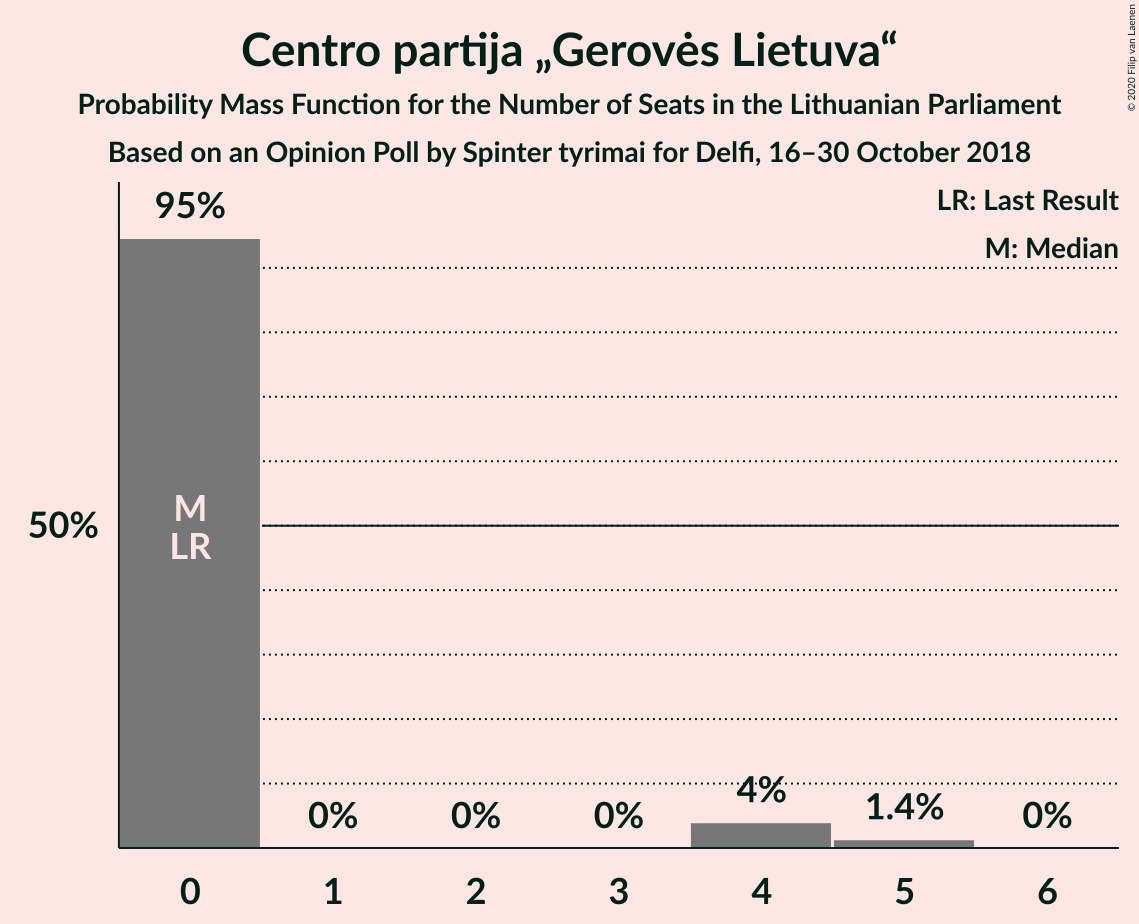 Centro partija „Gerovės Lietuva“
Probability Mass Function for the Number of Seats in the Lithuanian Parliament
Based on an Opinion Poll by Spinter tyrimai for Delfi, 16–30 October 2018
© 2020 Filip van Laenen
LR: Last Result
M: Median
95%
50%
M
LR
0%
0%
0%
4%
1.4%
0%
0
1
2
3
4
5
6